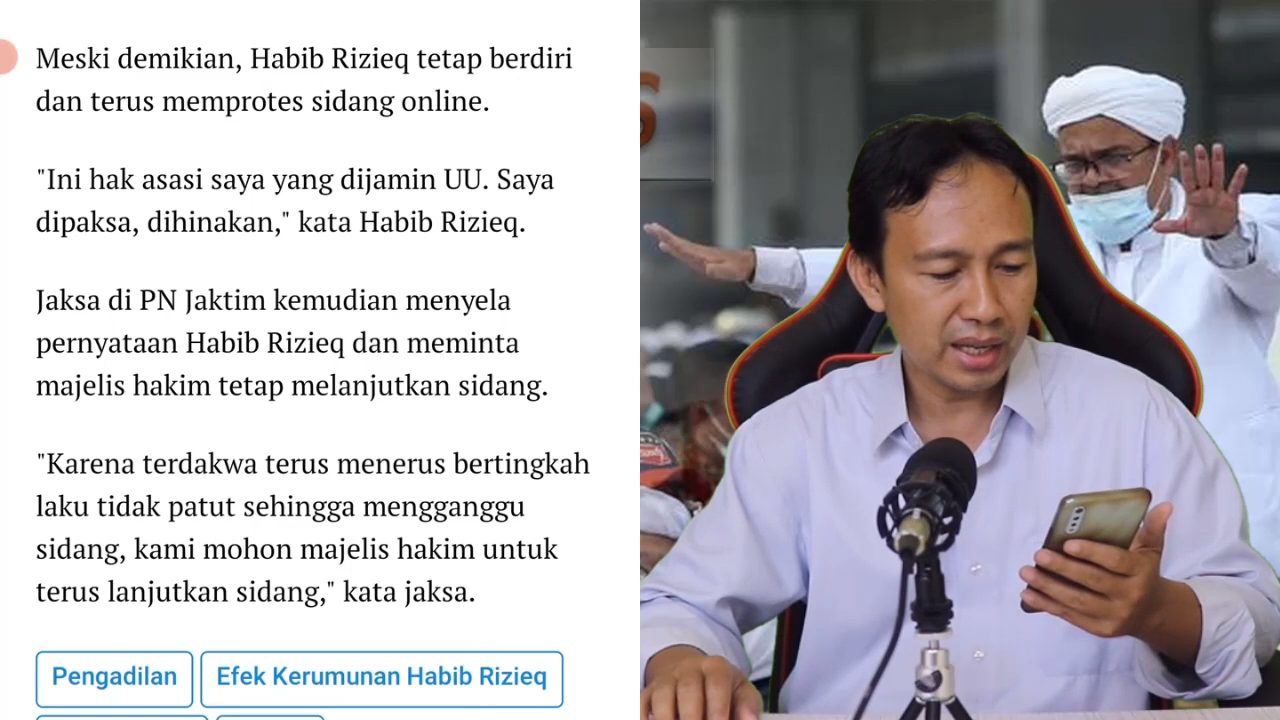 Meski demikian, Habib Rizieq tetap berdiri
dan terus memprotes sidang online.
"Ini hak asasi saya yang dijamin UU. Saya
dipaksa, dihinakan," kata Habib Rizieq.
Jaksa di PN Jaktim kemudian menyela
pernyataan Habib Rizieq dan meminta
majelis hakim tetap melanjutkan sidang.
"Karena terdakwa terus menerus bertingkah
laku tidak patut sehingga mengganggu
sidang, kami mohon majelis hakim untuk
terus lanjutkan sidang," kata jaksa.
Pengadilan
Efek Kerumunan Habib Rizieq